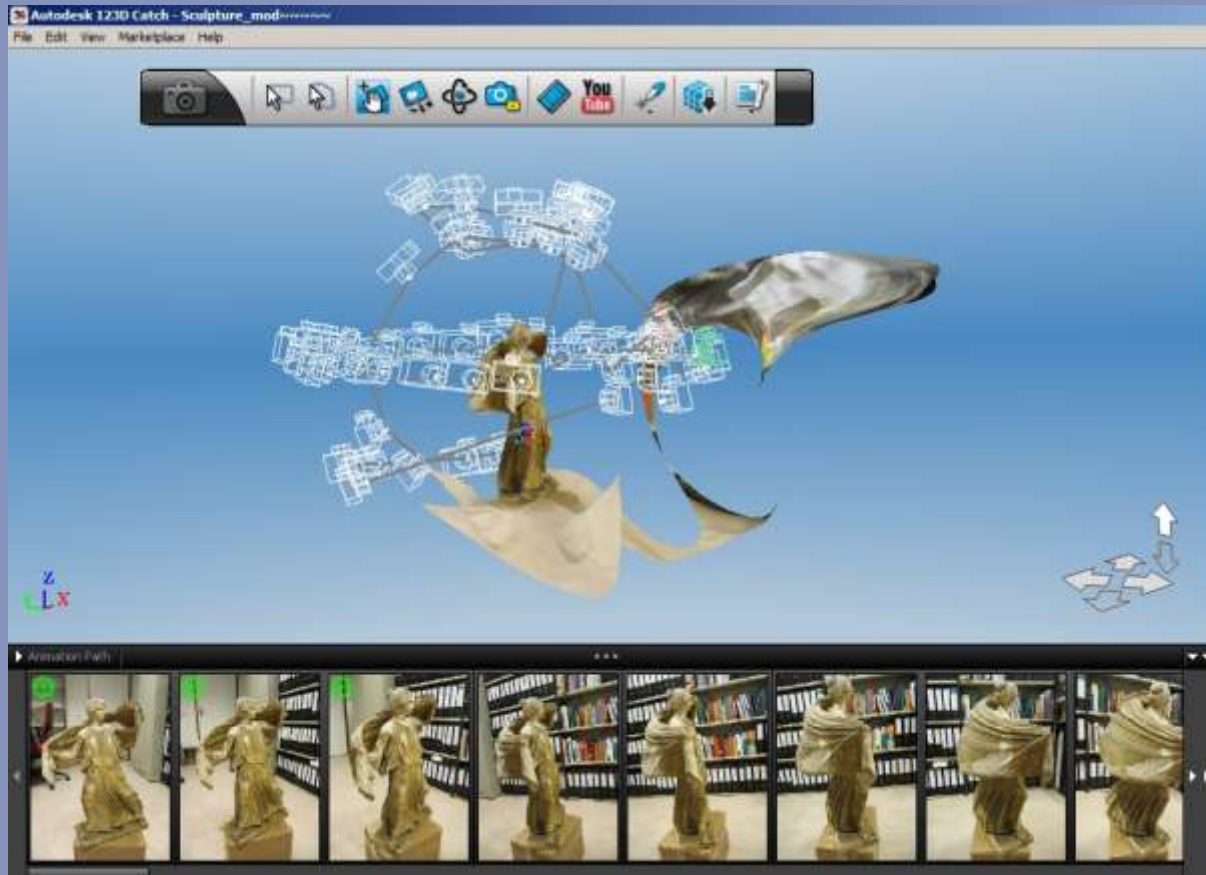 Autodesk 123D Catch - Sculpture_mod~~~~~~~
File Edit View Marketplace Help
You
Tube
Z
X
Animation Path